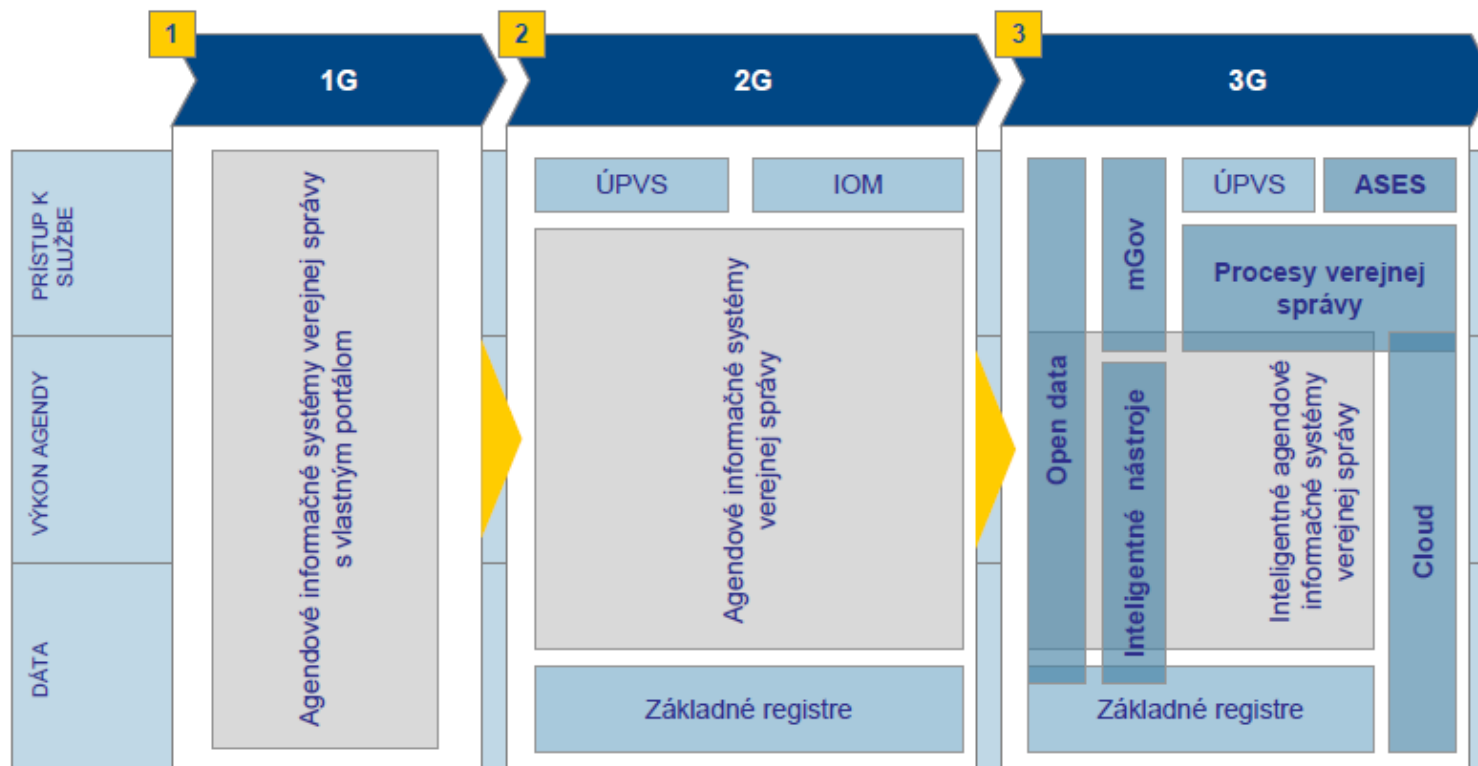 1
1G
2
2G
3
3G
PRÍSTUP K
SLUŽBE
VÝKON AGENDY
DÁTA
Agendové informačné systémy verejnej správy
s vlastným portálom
ÚPVS
IOM
Agendové informačné systémy
verejnej správy
Základné registre
Open data
mGov
Inteligentné nástroje
ÚPVS
ASES
Procesy verejnej
správy
Inteligentné agendové
informačné systémy
verejnej správy
Cloud
Základné registre